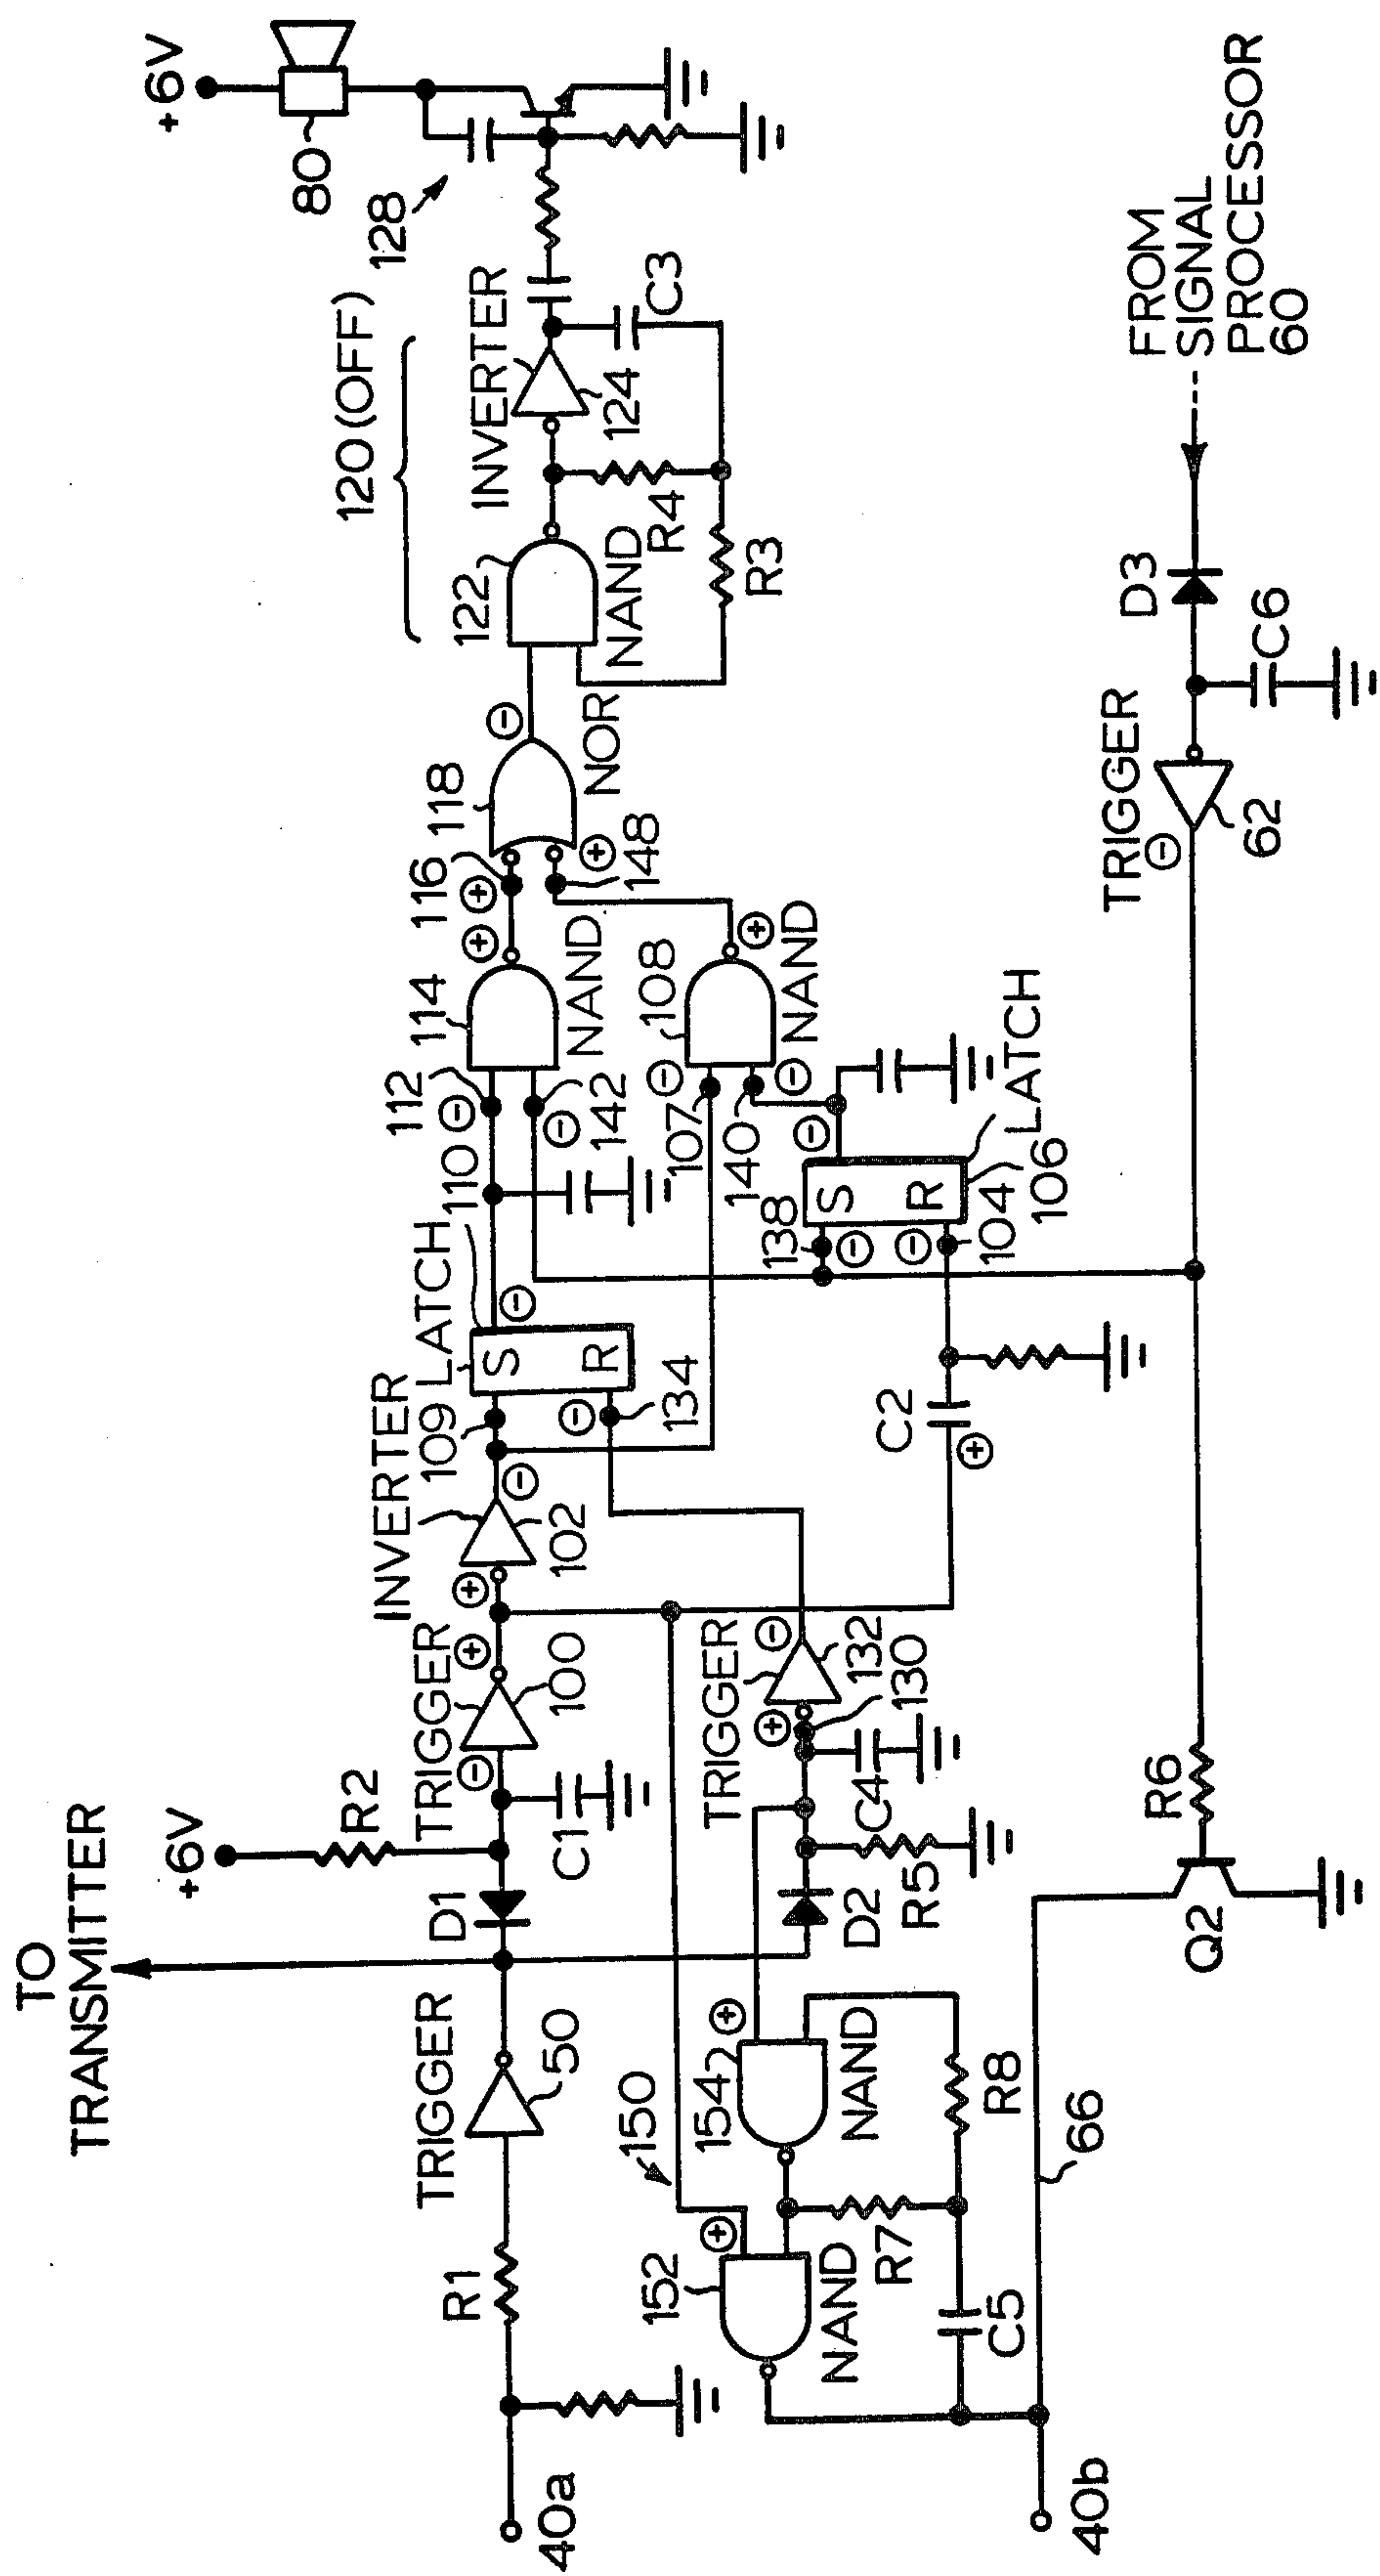 TO
TRANSMITTER
+6V
R2
D1
C1
TRIGGER
50
R1
40a
TRIGGER
100
INVERTER
102
109
LATCH
S
R
110
112
142
134
114
NAND
116
118
NOR
148
122
NAND
120 (OFF)
INVERTER
124
R4
R3
C3
128
80
+6V
107
108
NAND
140
138
S
R
104
106
LATCH
C2
TRIGGER
132
130
C4
R5
D2
150
154
NAND
152
NAND
R7
R8
C5
40b
66
Q2
R6
TRIGGER
62
C6
D3
FROM
SIGNAL
PROCESSOR
60